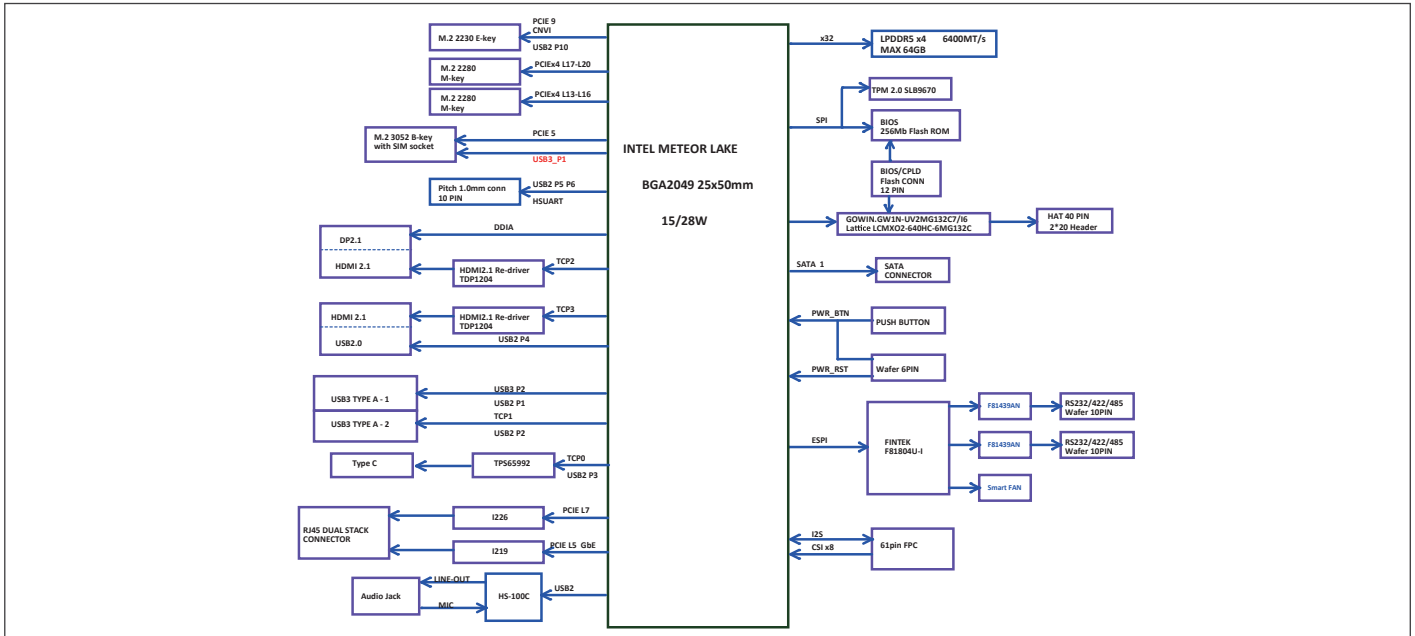 PCIE 9
CNVI
M.2 2230 E-key
USB2 P10
M.2 2280
M-key
PCIEx4 L17-L20
M.2 2280
M-key
PCIEx4 L13-L16
M.2 3052 B-key
with SIM socket
PCIE 5
USB3_P1
Pitch 1.0mm conn
10 PIN
USB2 P5 P6
HSUART
DP2.1
HDMI 2.1
DDIA
HDMI2.1 Re-driver
TDP1204
TCP2
HDMI 2.1
USB2.0
HDMI2.1 Re-driver
TDP1204
TCP3
USB2 P4
USB3 TYPE A - 1
USB3 P2
USB2 P1
USB3 TYPE A - 2
TCP1
USB2 P2
Type C
TPS65992
TCP0
USB2 P3
RJ45 DUAL STACK
CONNECTOR
I226
PCIE L7
I219
PCIE L5 GbE
Audio Jack
LINE-OUT
MIC
HS-100C
USB2
INTEL METEOR LAKE
BGA2049 25x50mm
15/28W
x32
LPDDR5 x4 6400MT/s
MAX 64GB
TPM 2.0 SLB9670
SPI
BIOS
256Mb Flash ROM
BIOS/CPLD
Flash CONN
12 PIN
GOWIN.GW1N-UV2MG132C7/I6
Lattice LCMXO2-640HC-6MG132C
HAT 40 PIN
2*20 Header
SATA 1
SATA
CONNECTOR
PWR_BTN
PUSH BUTTON
PWR_RST
Wafer 6PIN
ESPI
FINTEK
F81804U-I
F81439AN
RS232/422/485
Wafer 10PIN
F81439AN
RS232/422/485
Wafer 10PIN
Smart FAN
I2S
CSI x8
61pin FPC